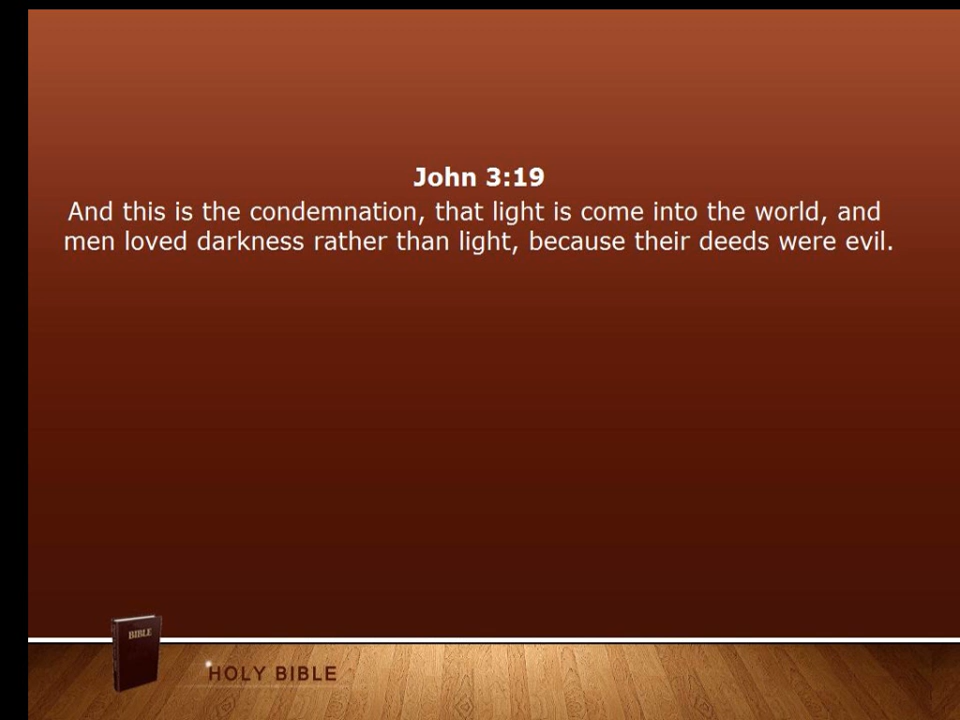 John 3:19
And this is the condemnation, that light is come into the world, and
men loved darkness rather than light, because their deeds were evil.
BIBLE
HOLY BIBLE